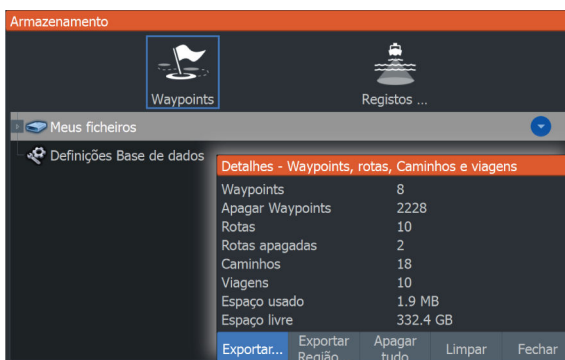 Armazenamento
Waypoints
Registos ...
Meus ficheiros
Definições Base de dados
Detalhes - Waypoints, rotas, Caminhos e viagens
Waypoints 8
Apagar Waypoints 2228
Rotas 10
Rotas apagadas 2
Caminhos 18
Viagens 10
Espaço usado 1.9 MB
Espaço livre 332.4 GB
Exportar...
Exportar
Região
Apagar
tudo
Limpar
Fechar